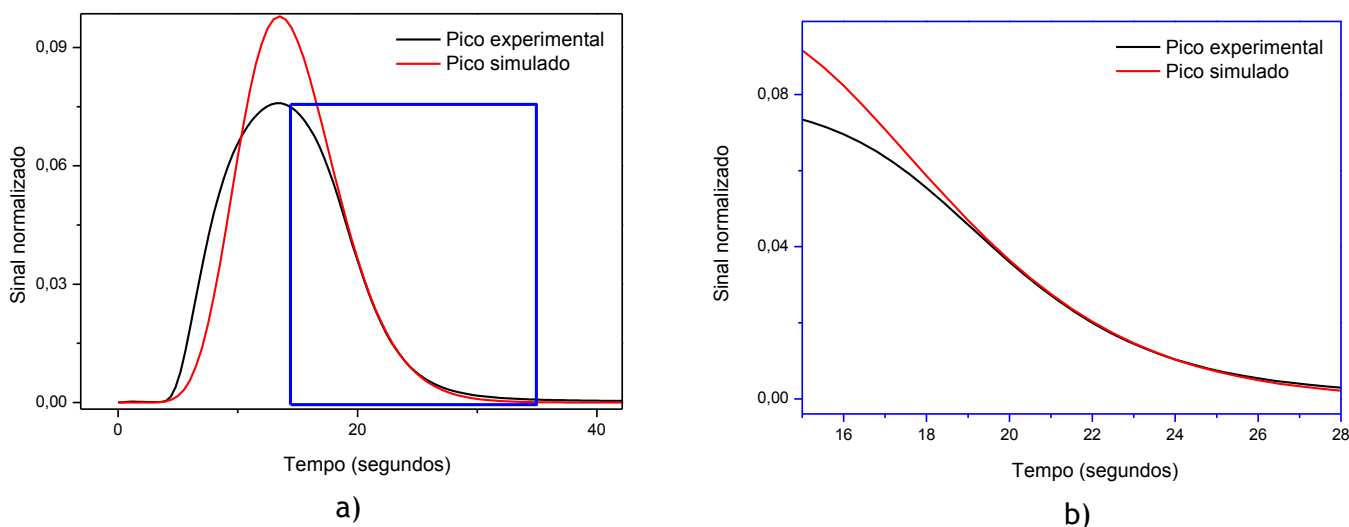 Pico experimental
Pico simulado
0,09
0,06
0,03
0,00
Sinal normalizado
0
20
40
Tempo (segundos)
a)
Pico experimental
Pico simulado
0,08
0,04
0,00
Sinal normalizado
16
18
20
22
24
26
28
Tempo (segundos)
b)